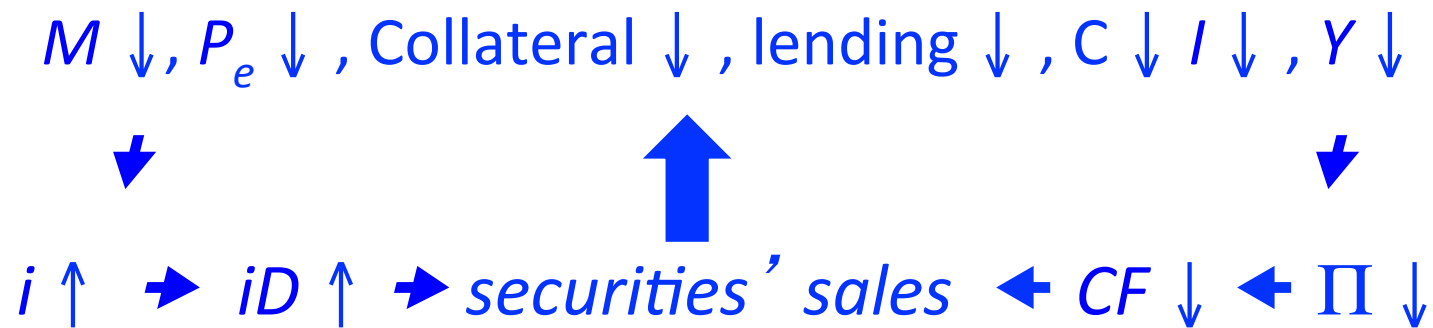 M ↓, Pₑ ↓ , Collateral ↓ , lending ↓ , C ↓ I ↓ , Y ↓
i ↑ → iD ↑ → securities’ sales ← CF ↓ ← Π ↓